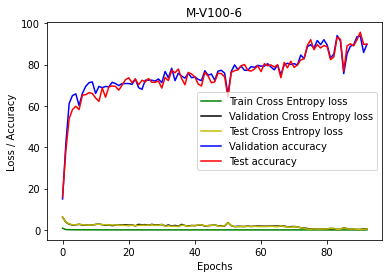 M-V100-6
Loss / Accuracy
100
80
60
40
20
0
Train Cross Entropy loss
Validation Cross Entropy loss
Test Cross Entropy loss
Validation accuracy
Test accuracy
0 20 40 60 80
Epochs